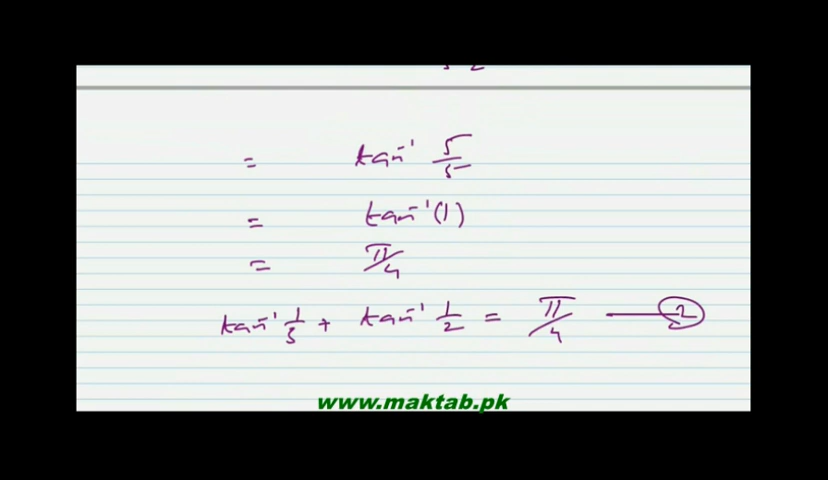 = tan⁻¹ 5/5
= tan⁻¹(1)
= π/4
tan⁻¹ 1/3 + tan⁻¹ 1/2 = π/4 —— 2
www.maktab.pk